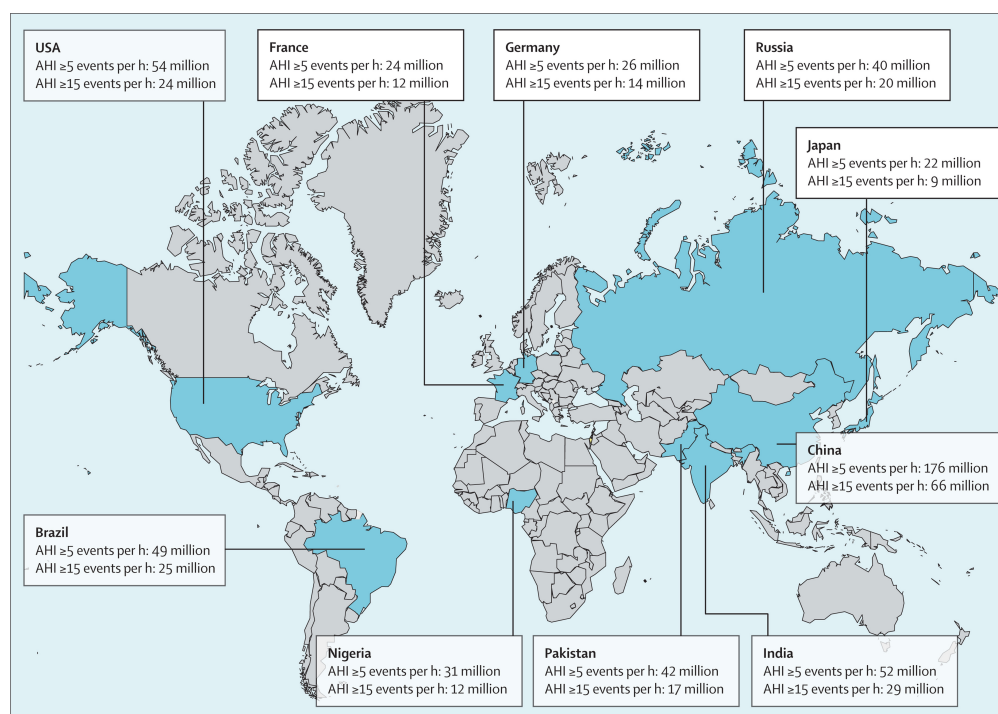 USA
AHI ≥5 events per h: 54 million
AHI ≥15 events per h: 24 million
France
AHI ≥5 events per h: 24 million
AHI ≥15 events per h: 12 million
Germany
AHI ≥5 events per h: 26 million
AHI ≥15 events per h: 14 million
Russia
AHI ≥5 events per h: 40 million
AHI ≥15 events per h: 20 million
Japan
AHI ≥5 events per h: 22 million
AHI ≥15 events per h: 9 million
China
AHI ≥5 events per h: 176 million
AHI ≥15 events per h: 66 million
Brazil
AHI ≥5 events per h: 49 million
AHI ≥15 events per h: 25 million
Nigeria
AHI ≥5 events per h: 31 million
AHI ≥15 events per h: 12 million
Pakistan
AHI ≥5 events per h: 42 million
AHI ≥15 events per h: 17 million
India
AHI ≥5 events per h: 52 million
AHI ≥15 events per h: 29 million